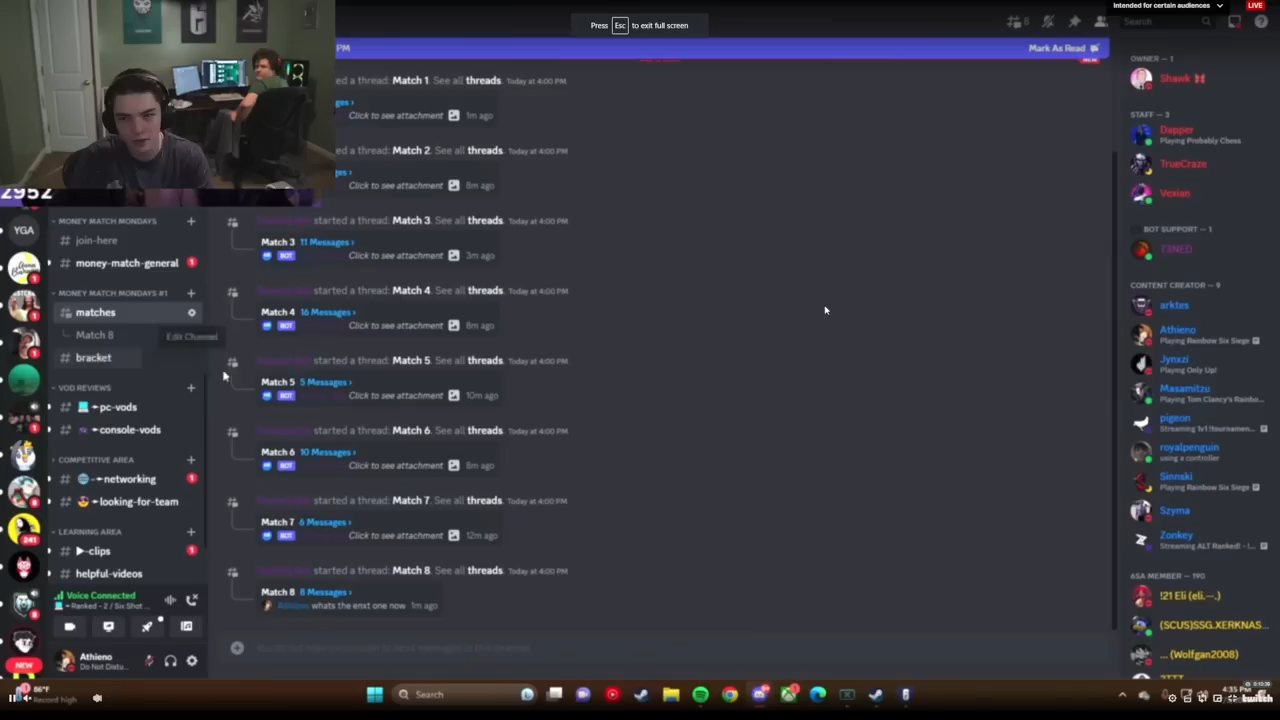 Intended for certain audiences
LIVE
Press Esc to exit full screen
Search
PM
Mark As Read
2952
YGA
MONEY MATCH MONDAYS
join-here
money-match-general
MONEY MATCH MONDAYS #1
matches
Match 8
Edit Channel
bracket
VOD REVIEWS
pc-vods
console-vods
COMPETITIVE AREA
networking
looking-for-team
LEARNING AREA
clips
helpful-videos
241
NEW
Voice Connected
Ranked - 2 / Six Shot ...
Athieno
Do Not Distu...
ed a thread: Match 1. See all threads. Today at 4:00 PM
ges ›
Click to see attachment 1m ago
ed a thread: Match 2. See all threads. Today at 4:00 PM
es ›
Click to see attachment 8m ago
started a thread: Match 3. See all threads. Today at 4:00 PM
Match 3 11 Messages ›
BOT Click to see attachment 3m ago
started a thread: Match 4. See all threads. Today at 4:00 PM
Match 4 16 Messages ›
BOT Click to see attachment 8m ago
started a thread: Match 5. See all threads. Today at 4:00 PM
Match 5 5 Messages ›
BOT Click to see attachment 10m ago
started a thread: Match 6. See all threads. Today at 4:00 PM
Match 6 10 Messages ›
BOT Click to see attachment 8m ago
started a thread: Match 7. See all threads. Today at 4:00 PM
Match 7 6 Messages ›
BOT Click to see attachment 12m ago
started a thread: Match 8. See all threads. Today at 4:00 PM
Match 8 8 Messages ›
Athieno whats the enxt one now 1m ago
OWNER — 1
Shawk
STAFF — 3
Dapper
Playing Probably Chess
TrueCraze
Vexian
BOT SUPPORT — 1
T3NED
CONTENT CREATOR — 9
arktes
Athieno
Playing Rainbow Six Siege
Jynxzi
Playing Only Up!
Masamitzu
Playing Tom Clancy's Rainbo...
pigeon
Streaming 1v1 !tournamen...
royalpenguin
using a controller
Sinnski
Playing Rainbow Six Siege
Szyma
Zonkey
Streaming ALT Ranked! - !...
6SA MEMBER — 190
!21 Eli (eli.--.)
(SCUS)SSG.XERKNAS...
... (Wolfgan2008)
86°F
Record high
Search
4:35 PM
twitch